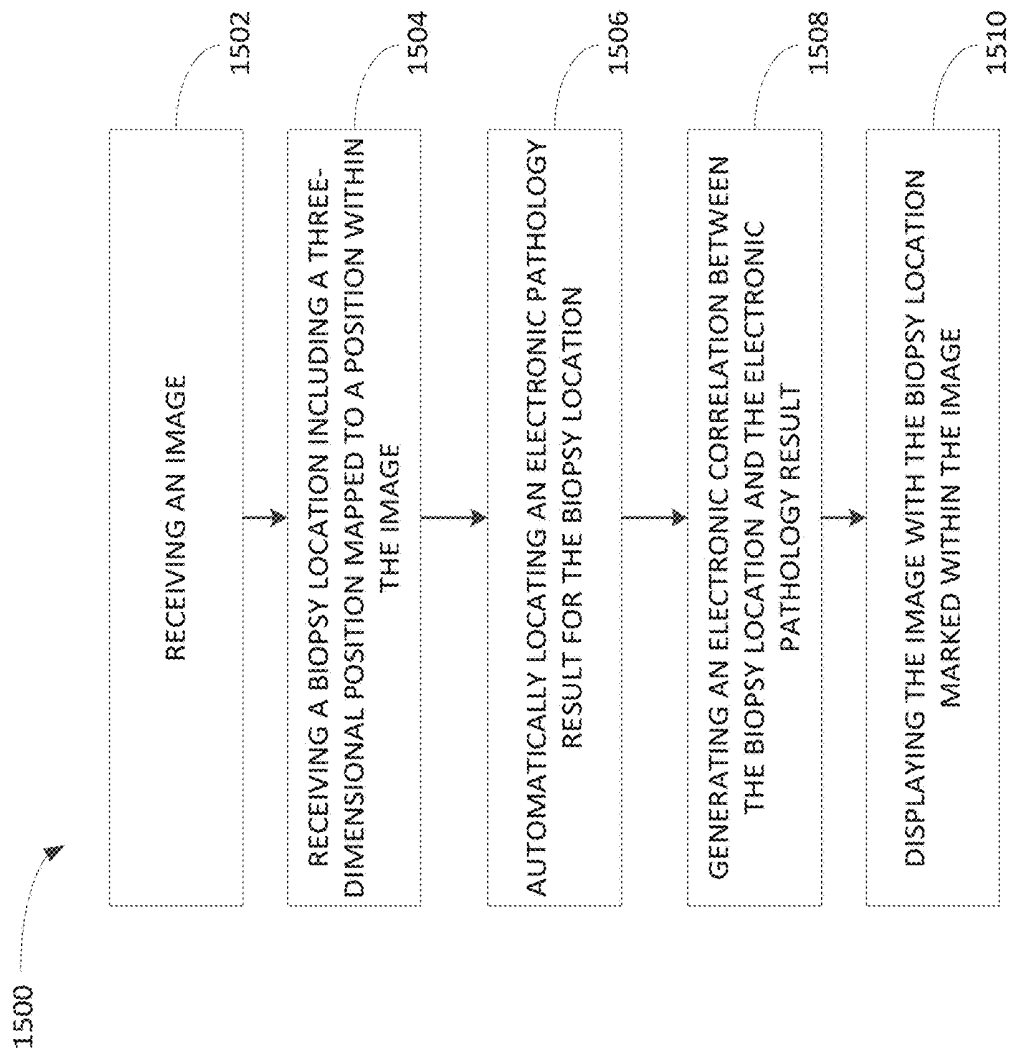 1500
RECEIVING AN IMAGE
1502
RECEIVING A BIOPSY LOCATION INCLUDING A THREE-
DIMENSIONAL POSITION MAPPED TO A POSITION WITHIN
THE IMAGE
1504
AUTOMATICALLY LOCATING AN ELECTRONIC PATHOLOGY
RESULT FOR THE BIOPSY LOCATION
1506
GENERATING AN ELECTRONIC CORRELATION BETWEEN
THE BIOPSY LOCATION AND THE ELECTRONIC
PATHOLOGY RESULT
1508
DISPLAYING THE IMAGE WITH THE BIOPSY LOCATION
MARKED WITHIN THE IMAGE
1510